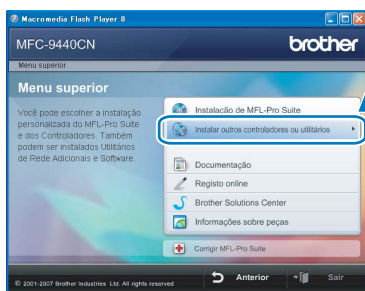 Macromedia Flash Player 8
MFC-9440CN
brother
Menu superior
Menu superior
Você pode escolher a instalação
personalizada do MFL-Pro Suite
e dos Controladores. Também
podem ser instalados Utilitários
de Rede Adicionais e Software.
Instalação de MFL-Pro Suite
Instalar outros controladores ou utilitários
Documentação
Registo online
Brother Solutions Center
Informações sobre peças
Corrigir MFL-Pro Suite
© 2001-2007 Brother Industries Ltd. All rights reserved
Anterior
Sair